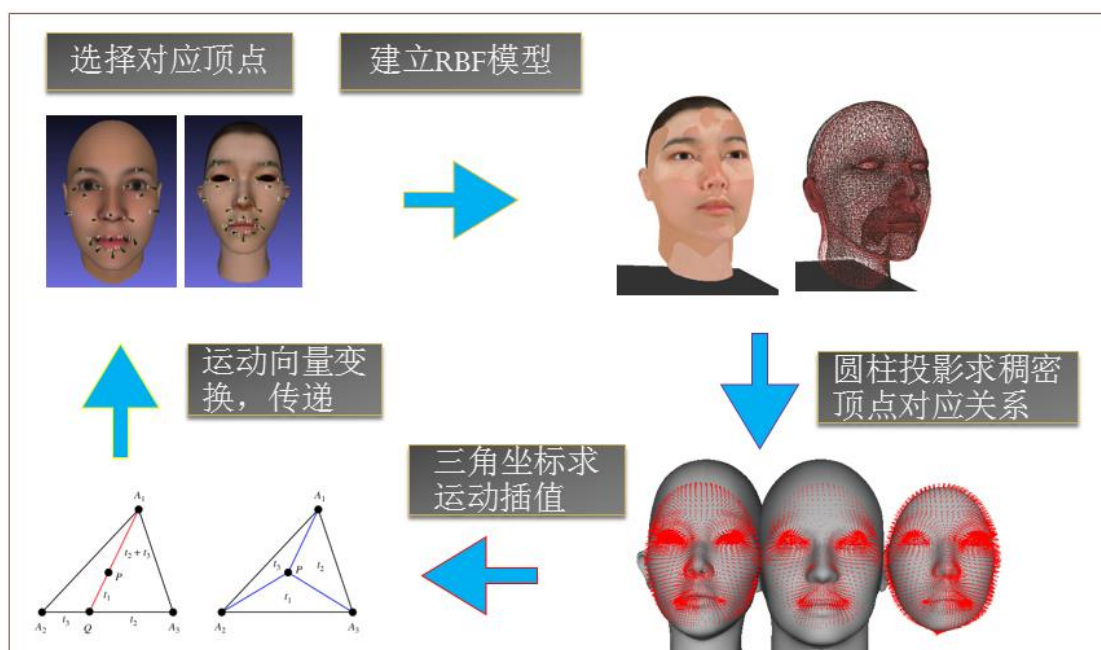 选择对应顶点
建立RBF模型
运动向量变
换，传递
圆柱投影求稠密
顶点对应关系
三角坐标求
运动插值
A₁
t₂ + t₃
P
t₁
A₂
t₃
Q
t₂
A₃
A₁
t₃
P
t₂
t₁
A₂
A₃